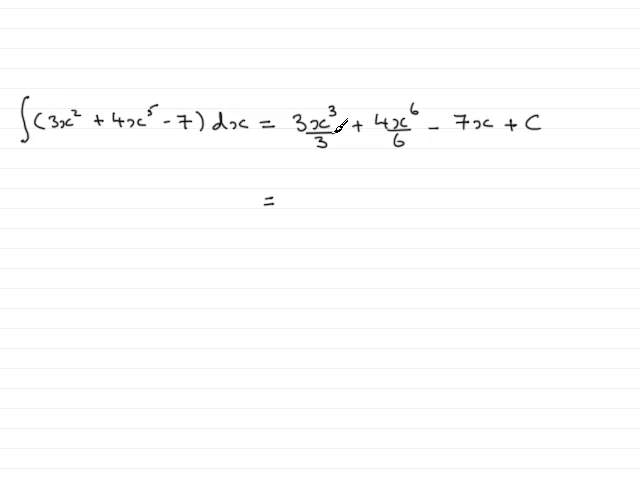 ∫(3x² + 4x⁵ - 7) dx = 3x³/3 + 4x⁶/6 - 7x + C
=